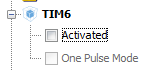 TIM6
Activated
One Pulse Mode